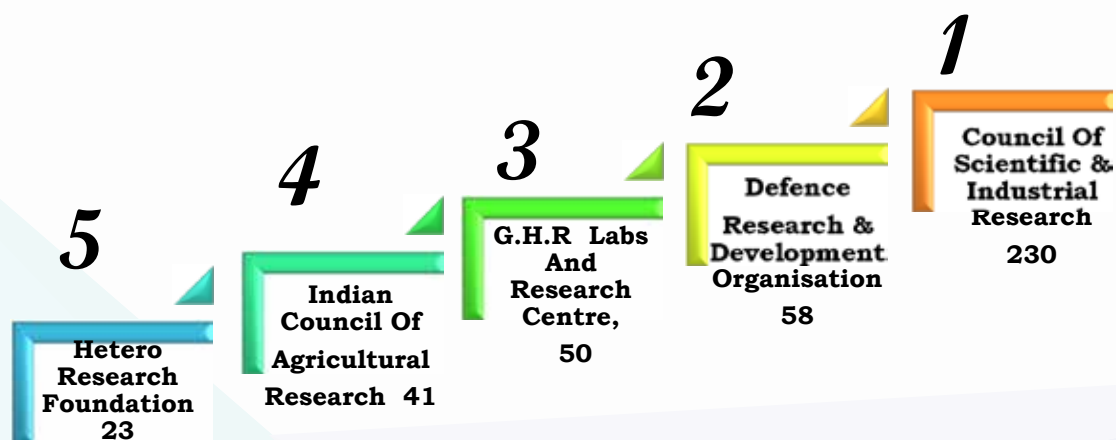 1
Council Of
Scientific &
Industrial
Research
230
2
Defence
Research &
Development
Organisation
58
3
G.H.R Labs
And
Research
Centre,
50
4
Indian
Council Of
Agricultural
Research 41
5
Hetero
Research
Foundation
23